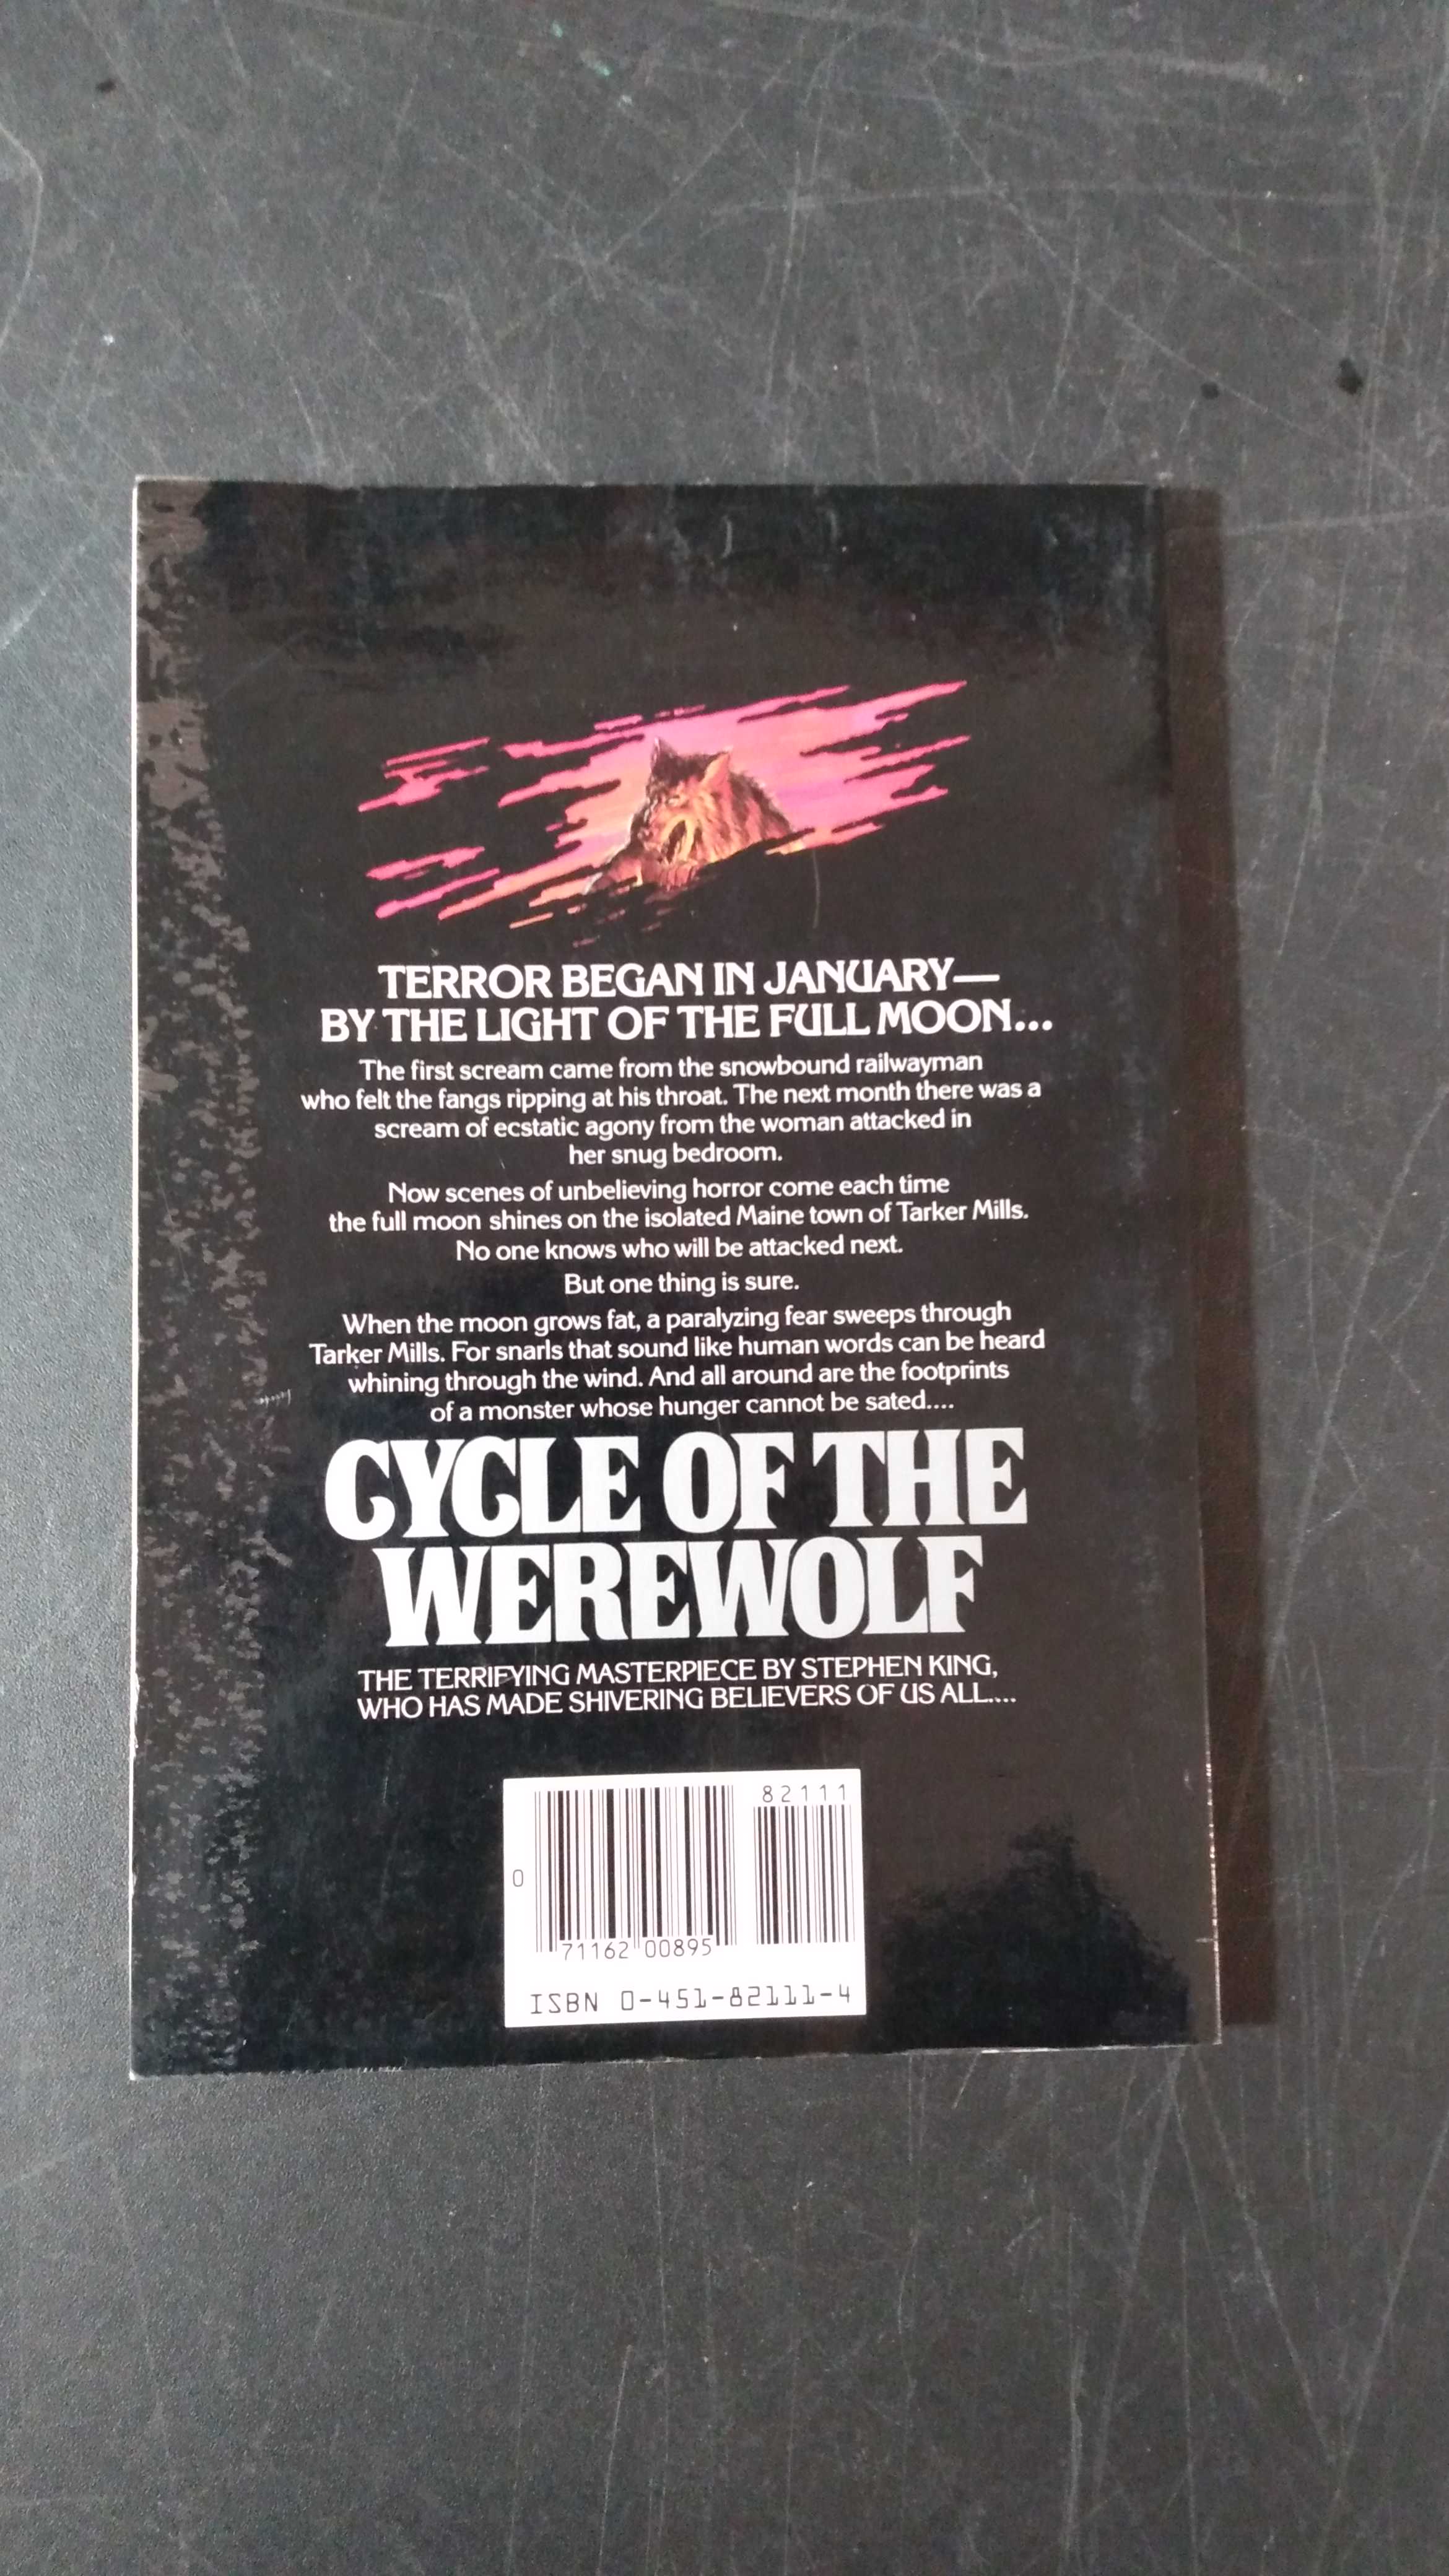 TERROR BEGAN IN JANUARY—
BY THE LIGHT OF THE FULL MOON...
The first scream came from the snowbound railwayman
who felt the fangs ripping at his throat. The next month there was a
scream of ecstatic agony from the woman attacked in
her snug bedroom.
Now scenes of unbelieving horror come each time
the full moon shines on the isolated Maine town of Tarker Mills.
No one knows who will be attacked next.
But one thing is sure.
When the moon grows fat, a paralyzing fear sweeps through
Tarker Mills. For snarls that sound like human words can be heard
whining through the wind. And all around are the footprints
of a monster whose hunger cannot be sated....
CYCLE OF THE
WEREWOLF
THE TERRIFYING MASTERPIECE BY STEPHEN KING,
WHO HAS MADE SHIVERING BELIEVERS OF US ALL....
82111
0
71162 00895
ISBN 0-451-82111-4